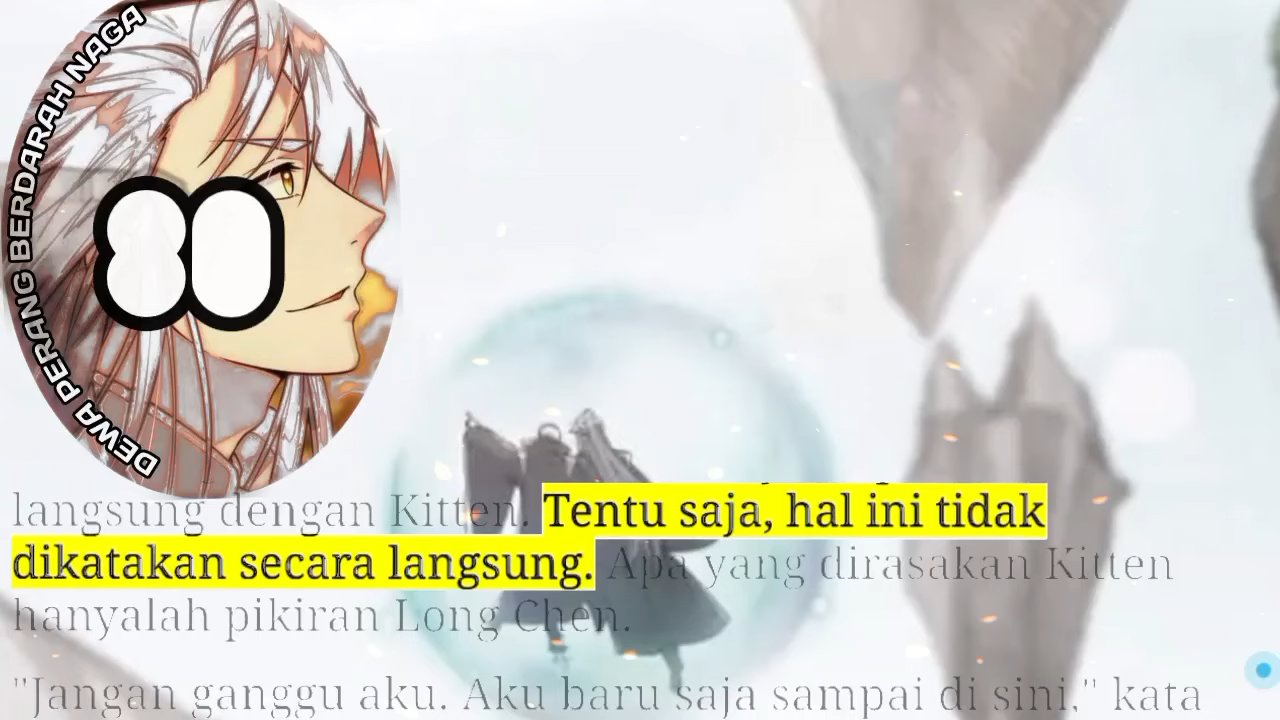 DEWA PERANG BERDARAH NAGA
80
langsung dengan Kitten. Tentu saja, hal ini tidak
dikatakan secara langsung. Apa yang dirasakan Kitten
hanyalah pikiran Long Chen.
"Jangan ganggu aku. Aku baru saja sampai di sini," kata